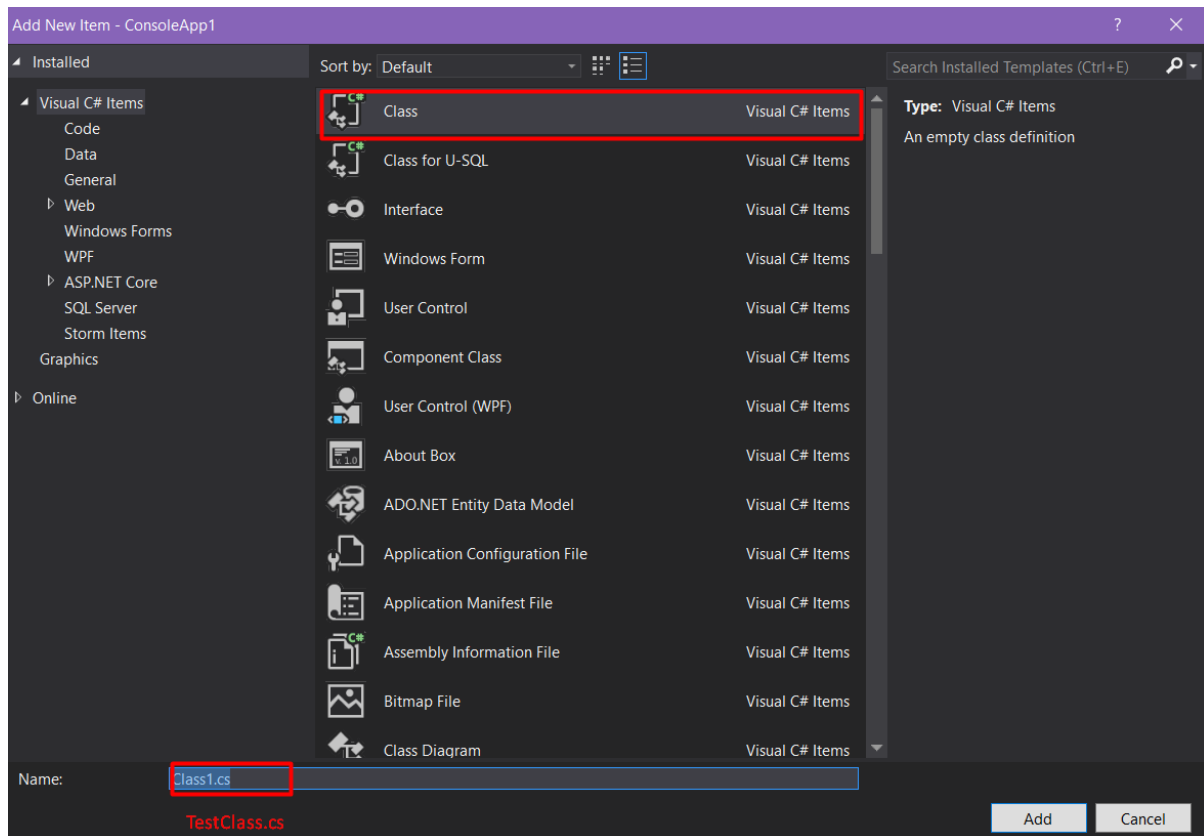 Add New Item - ConsoleApp1
?
Installed
Visual C# Items
Code
Data
General
Web
Windows Forms
WPF
ASP.NET Core
SQL Server
Storm Items
Graphics
Online
Sort by: Default
Class Visual C# Items
Class for U-SQL Visual C# Items
Interface Visual C# Items
Windows Form Visual C# Items
User Control Visual C# Items
Component Class Visual C# Items
User Control (WPF) Visual C# Items
About Box Visual C# Items
ADO.NET Entity Data Model Visual C# Items
Application Configuration File Visual C# Items
Application Manifest File Visual C# Items
Assembly Information File Visual C# Items
Bitmap File Visual C# Items
Class Diagram Visual C# Items
Search Installed Templates (Ctrl+E)
Type: Visual C# Items
An empty class definition
Name: Class1.cs
TestClass.cs
Add Cancel